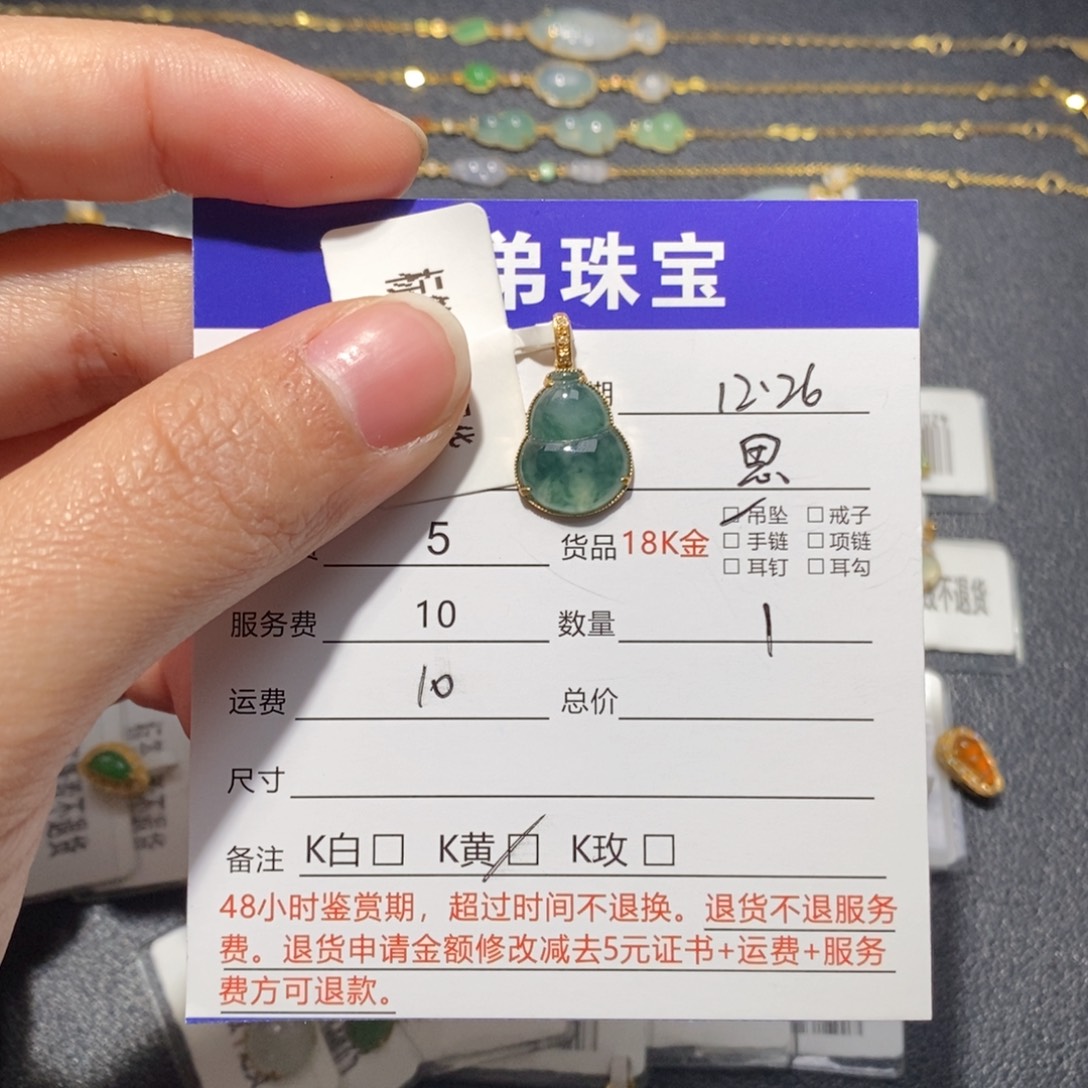 弟珠宝
期 12·26
思
5 货品 18K金 吊坠 戒子
手链 项链
耳钉 耳勾
服务费 10 数量 1
运费 10 总价
尺寸
备注 K白 K黄 K玫
48小时鉴赏期，超过时间不退换。退货不退服务
费。退货申请金额修改减去5元证书+运费+服务
费方可退款。
不退货